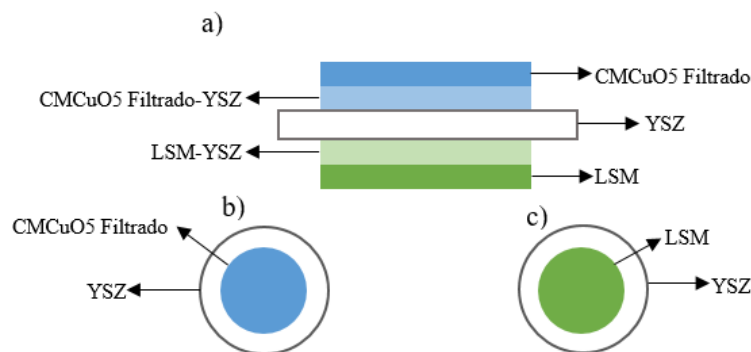 a)
CMCuO5 Filtrado
CMCuO5 Filtrado-YSZ
YSZ
LSM-YSZ
LSM
b)
CMCuO5 Filtrado
YSZ
c)
LSM
YSZ